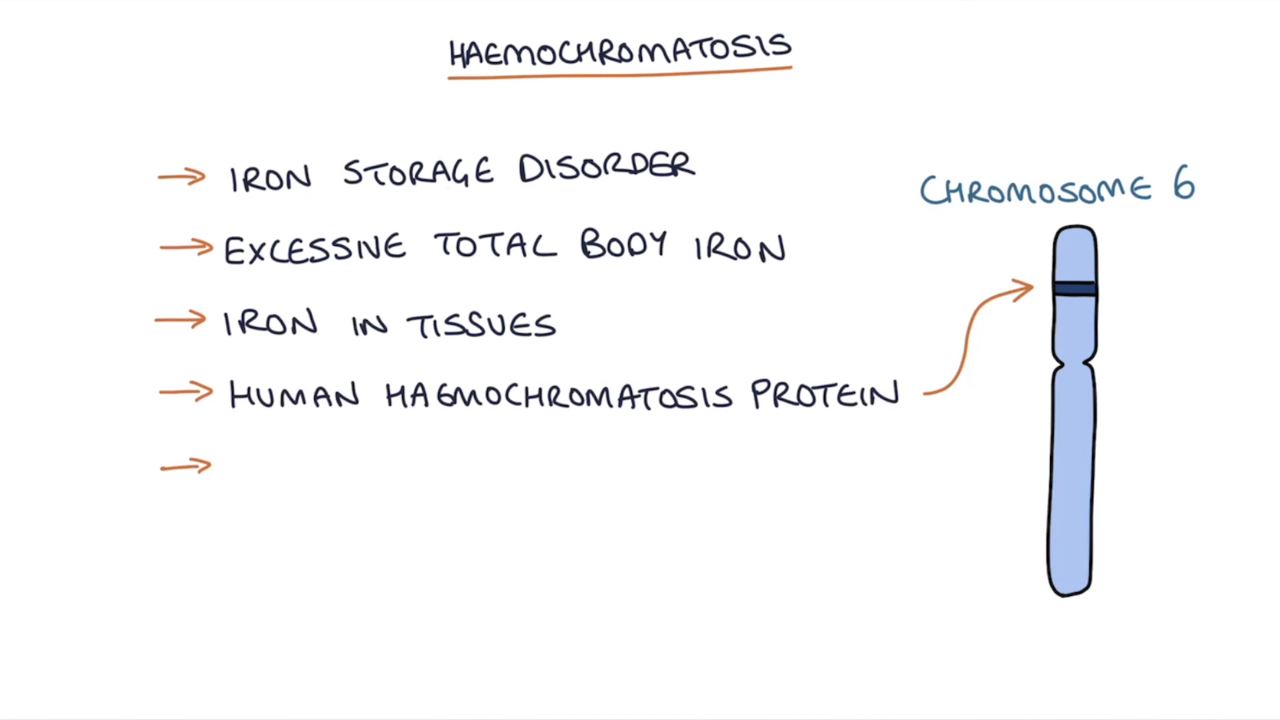 HAEMOCHROMATOSIS
→ IRON STORAGE DISORDER
→ EXCESSIVE TOTAL BODY IRON
→ IRON IN TISSUES
→ HUMAN HAEMOCHROMATOSIS PROTEIN
→
CHROMOSOME 6